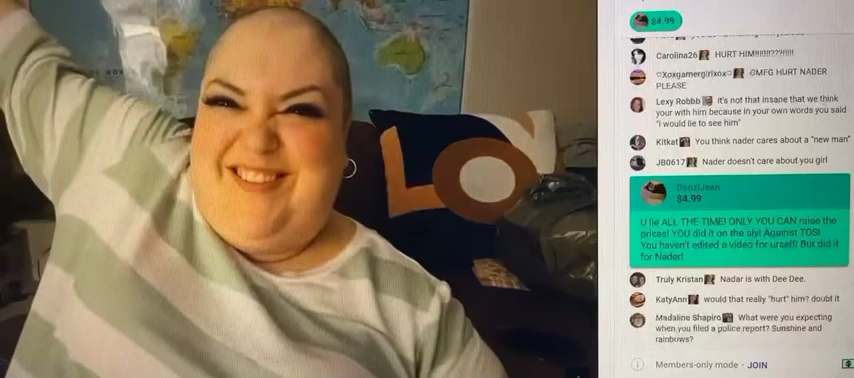 LO
$4.99
Carolina26 HURT HIM!!!!!!!!???!!!!!
♡Xoxgamergirlxox♡ OMFG HURT NADER
PLEASE
Lexy Robbb It's not that insane that we think
your with him because in your own words you said
"i would lie to see him"
Kitkat You think nader cares about a "new man"
JB0617 Nader doesn't care about you girl
DonziJean
$4.99
U lie ALL THE TIME! ONLY YOU CAN raise the
prices! YOU did it on the sly! Against TOS!
You haven't edited a video for urself! But did it
for Nader!
Truly Kristan Nadar is with Dee Dee.
KatyAnn would that really "hurt" him? doubt it
Madaline Shapiro What were you expecting
when you filed a police report? Sunshine and
rainbows?
Members-only mode · JOIN